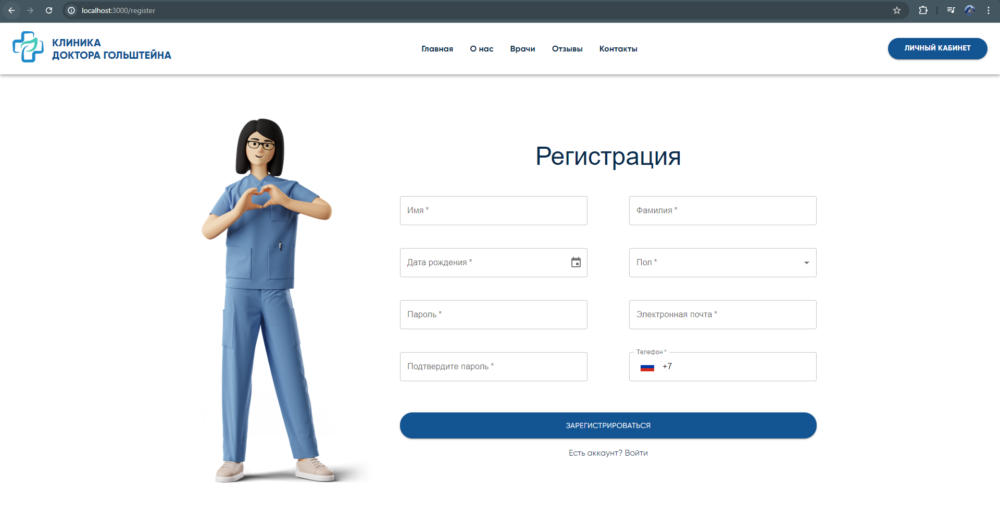 localhost:3000/register
КЛИНИКА
ДОКТОРА ГОЛЬШТЕЙНА
Главная О нас Врачи Отзывы Контакты
ЛИЧНЫЙ КАБИНЕТ
Регистрация
Имя * Фамилия *
Дата рождения * Пол *
Пароль * Электронная почта *
Телефон *
Подтвердите пароль * +7
ЗАРЕГИСТРИРОВАТЬСЯ
Есть аккаунт? Войти